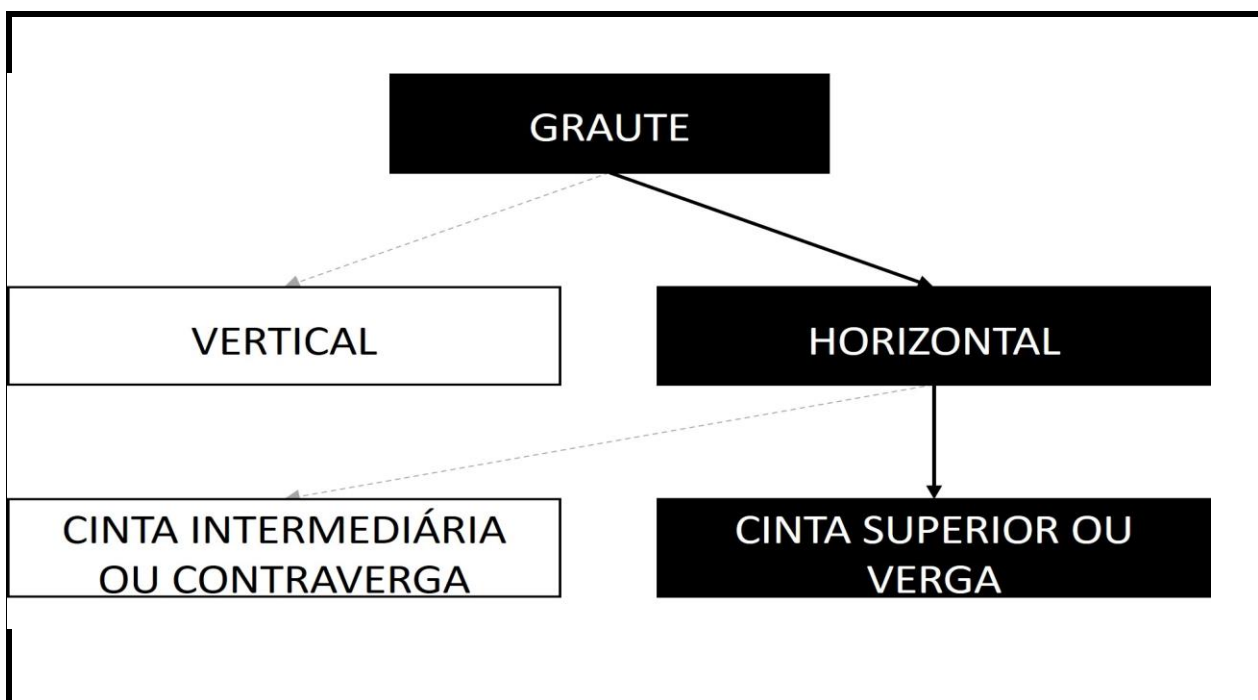 GRAUTE
VERTICAL
HORIZONTAL
CINTA INTERMEDIÁRIA
OU CONTRAVERGA
CINTA SUPERIOR OU
VERGA